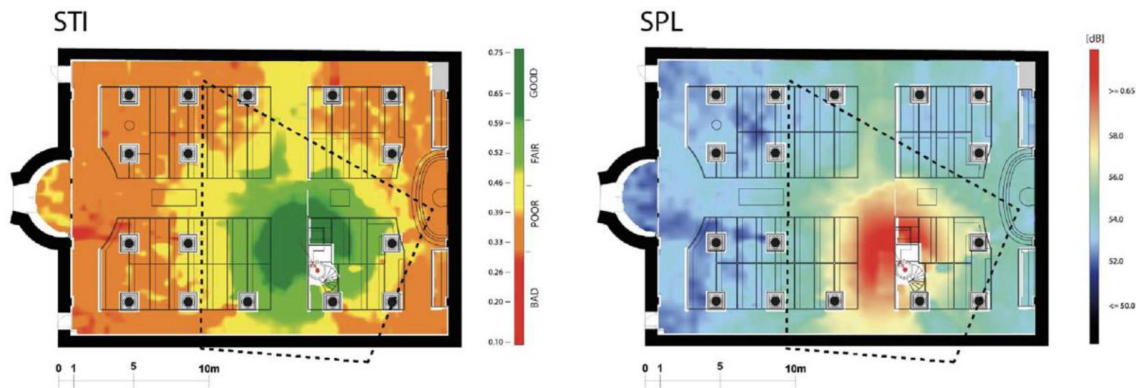 STI
0.75
0.65
0.59
0.52
0.46
0.39
0.33
0.26
0.20
0.10
GOOD
FAIR
POOR
BAD
0 1 5 10m
SPL
[dB]
>= 0.65
58.0
56.0
54.0
52.0
<= 50.0
0 1 5 10m